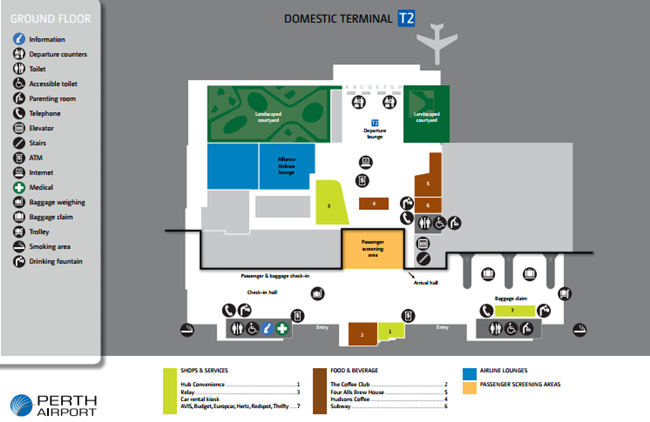 GROUND FLOOR
Information
Departure counters
Toilet
Accessible toilet
Parenting room
Telephone
Elevator
Stairs
ATM
Internet
Medical
Baggage weighing
Baggage claim
Trolley
Smoking area
Drinking fountain
DOMESTIC TERMINAL T2
A B C D E F G H
Landscaped
courtyard
T2
Departure
lounge
Landscaped
courtyard
Alliance
Airlines
lounge
3
4
5
6
Passenger
screening
area
Passenger & baggage check-in
Arrival hall
Check-in hall
Baggage claim
7
Entry
2
1
Entry
PERTH
AIRPORT
SHOPS & SERVICES
Hub Convenience 1
Relay 3
Car rental kiosk
AVIS, Budget, Europcar, Hertz, Redspot, Thrifty 7
FOOD & BEVERAGE
The Coffee Club 2
Four Alls Brew House 5
Hudsons Coffee 4
Subway 6
AIRLINE LOUNGES
PASSENGER SCREENING AREAS